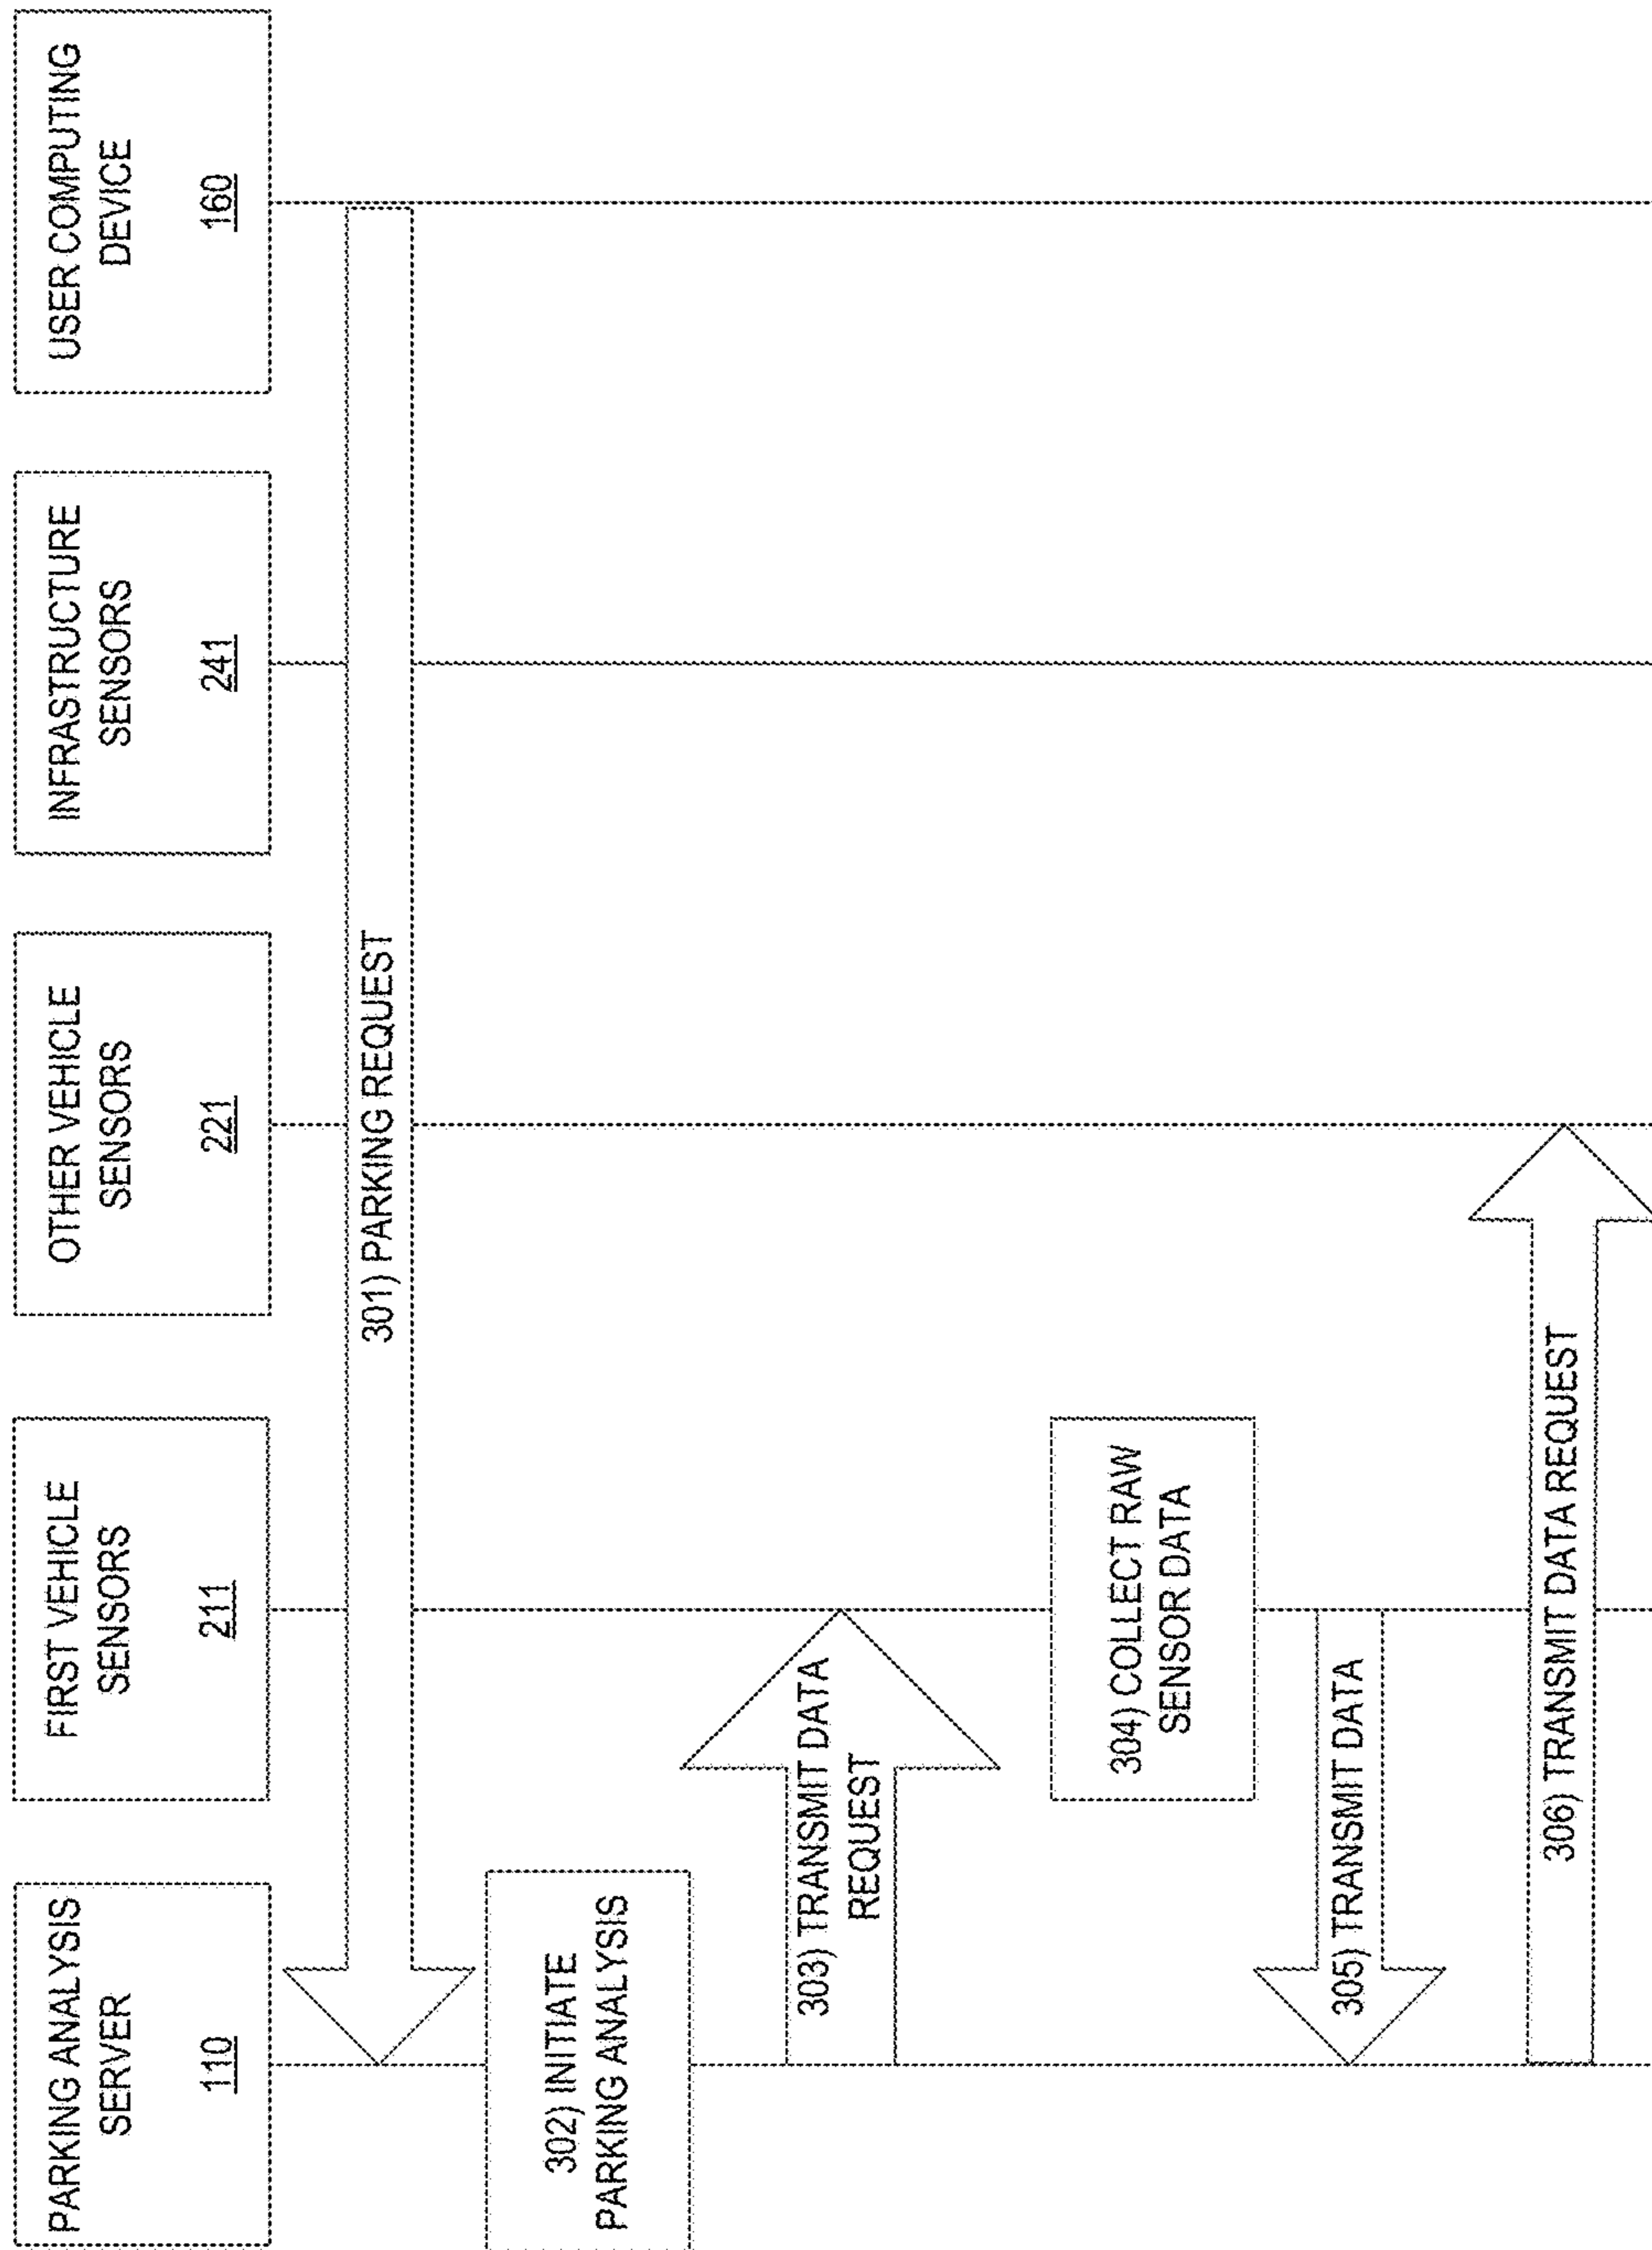 PARKING ANALYSIS
SERVER
110
FIRST VEHICLE
SENSORS
211
OTHER VEHICLE
SENSORS
221
INFRASTRUCTURE
SENSORS
241
USER COMPUTING
DEVICE
160
301) PARKING REQUEST
302) INITIATE
PARKING ANALYSIS
303) TRANSMIT DATA
REQUEST
304) COLLECT RAW
SENSOR DATA
305) TRANSMIT DATA
306) TRANSMIT DATA REQUEST